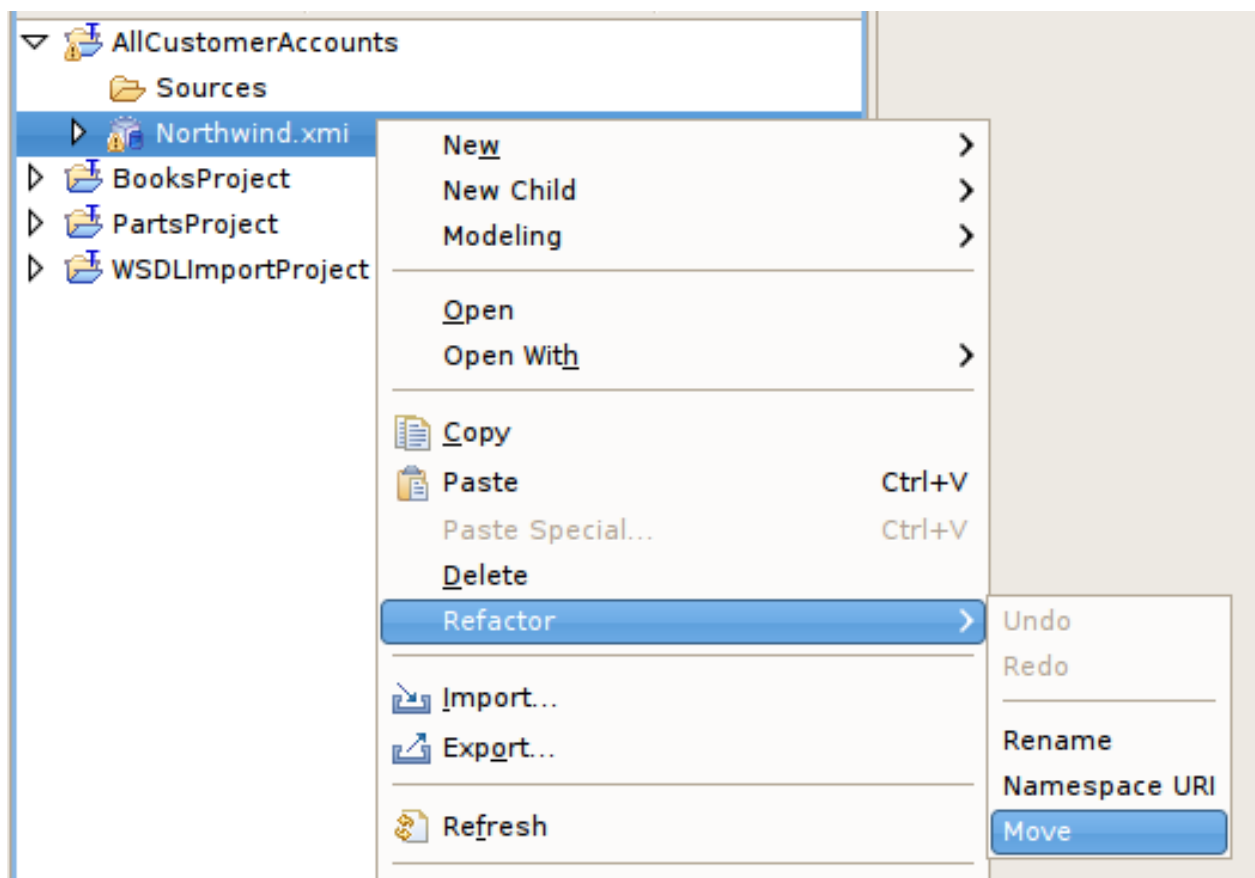 AllCustomerAccounts
Sources
Northwind.xmi
BooksProject
PartsProject
WSDLImportProject
New
New Child
Modeling
Open
Open With
Copy
Paste Ctrl+V
Paste Special... Ctrl+V
Delete
Refactor
Import...
Export...
Refresh
Undo
Redo
Rename
Namespace URI
Move